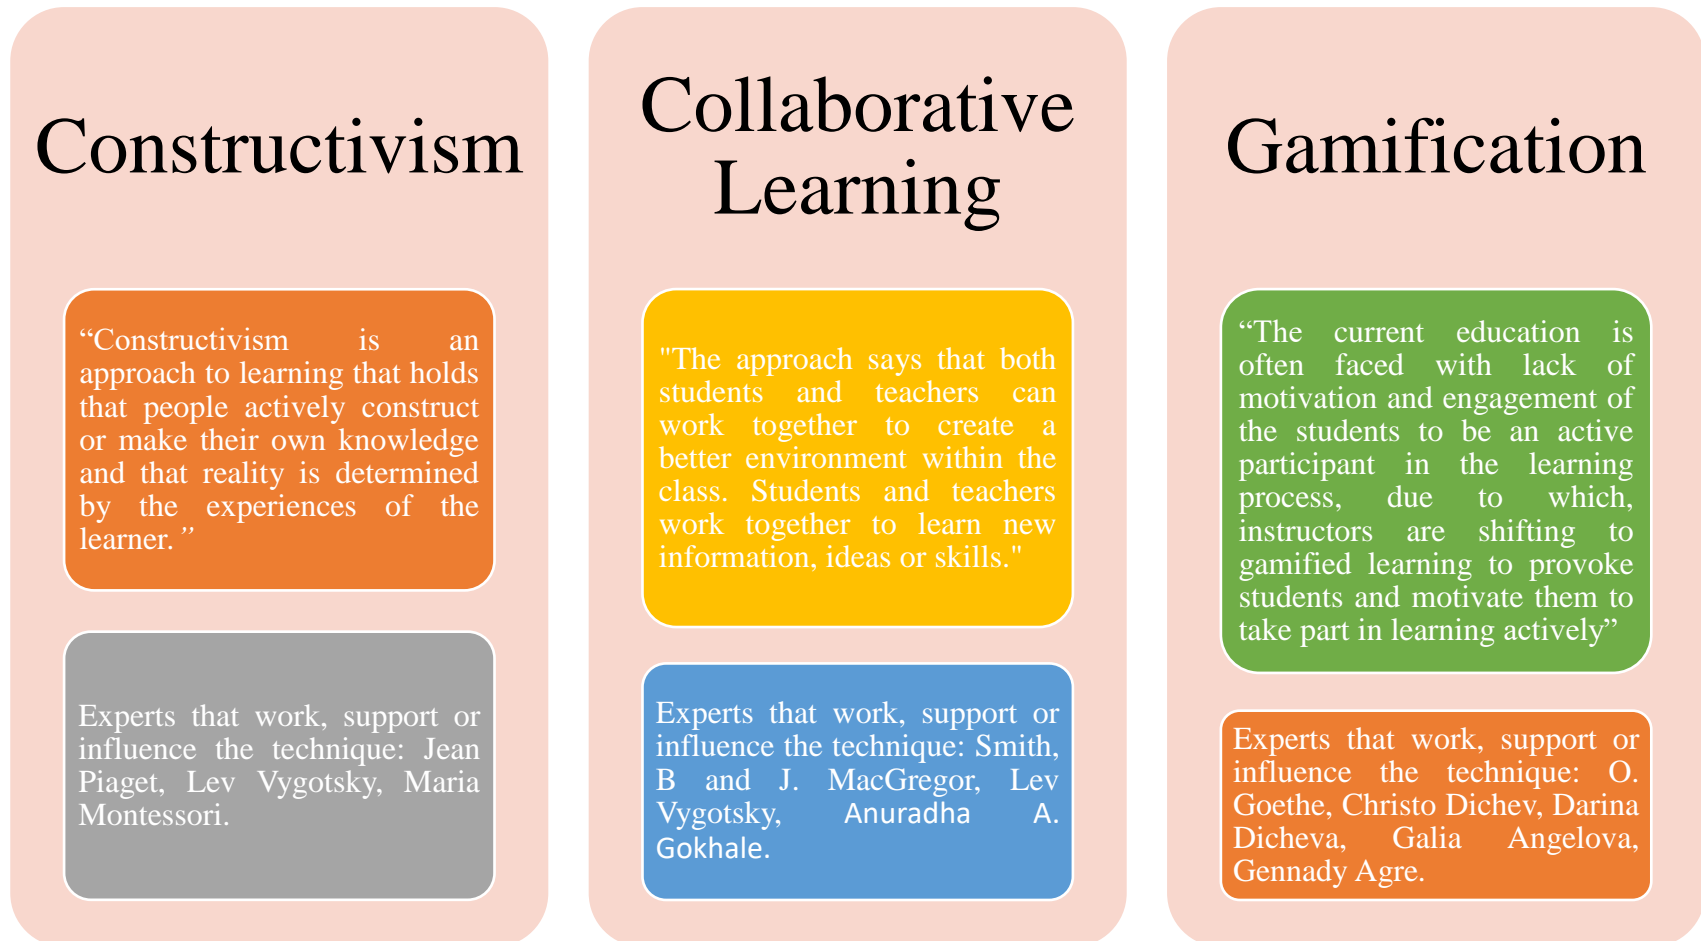 Constructivism
“Constructivism is an
approach to learning that holds
that people actively construct
or make their own knowledge
and that reality is determined
by the experiences of the
learner. ”
Experts that work, support or
influence the technique: Jean
Piaget, Lev Vygotsky, Maria
Montessori.
Collaborative
Learning
"The approach says that both
students and teachers can
work together to create a
better environment within the
class. Students and teachers
work together to learn new
information, ideas or skills."
Experts that work, support or
influence the technique: Smith,
B and J. MacGregor, Lev
Vygotsky, Anuradha A.
Gokhale.
Gamification
“The current education is
often faced with lack of
motivation and engagement of
the students to be an active
participant in the learning
process, due to which,
instructors are shifting to
gamified learning to provoke
students and motivate them to
take part in learning actively”
Experts that work, support or
influence the technique: O.
Goethe, Christo Dichev, Darina
Dicheva, Galia Angelova,
Gennady Agre.